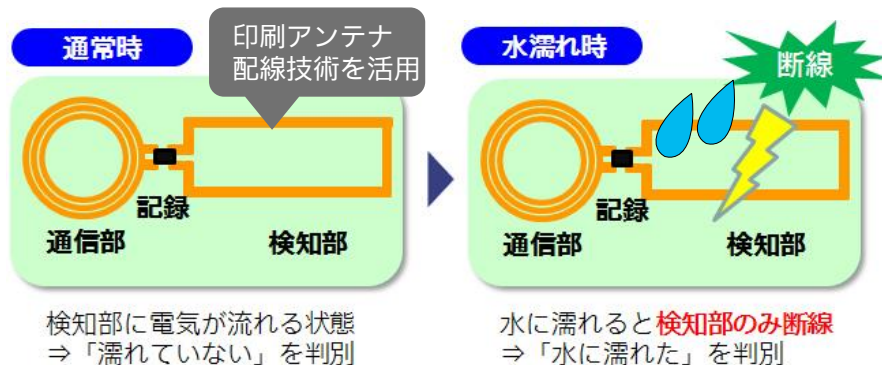 通常時
印刷アンテナ
配線技術を活用
記録
通信部
検知部
検知部に電気が流れる状態
⇒「濡れていない」を判別
水濡れ時
断線
記録
通信部
検知部
水に濡れると検知部のみ断線
⇒「水に濡れた」を判別